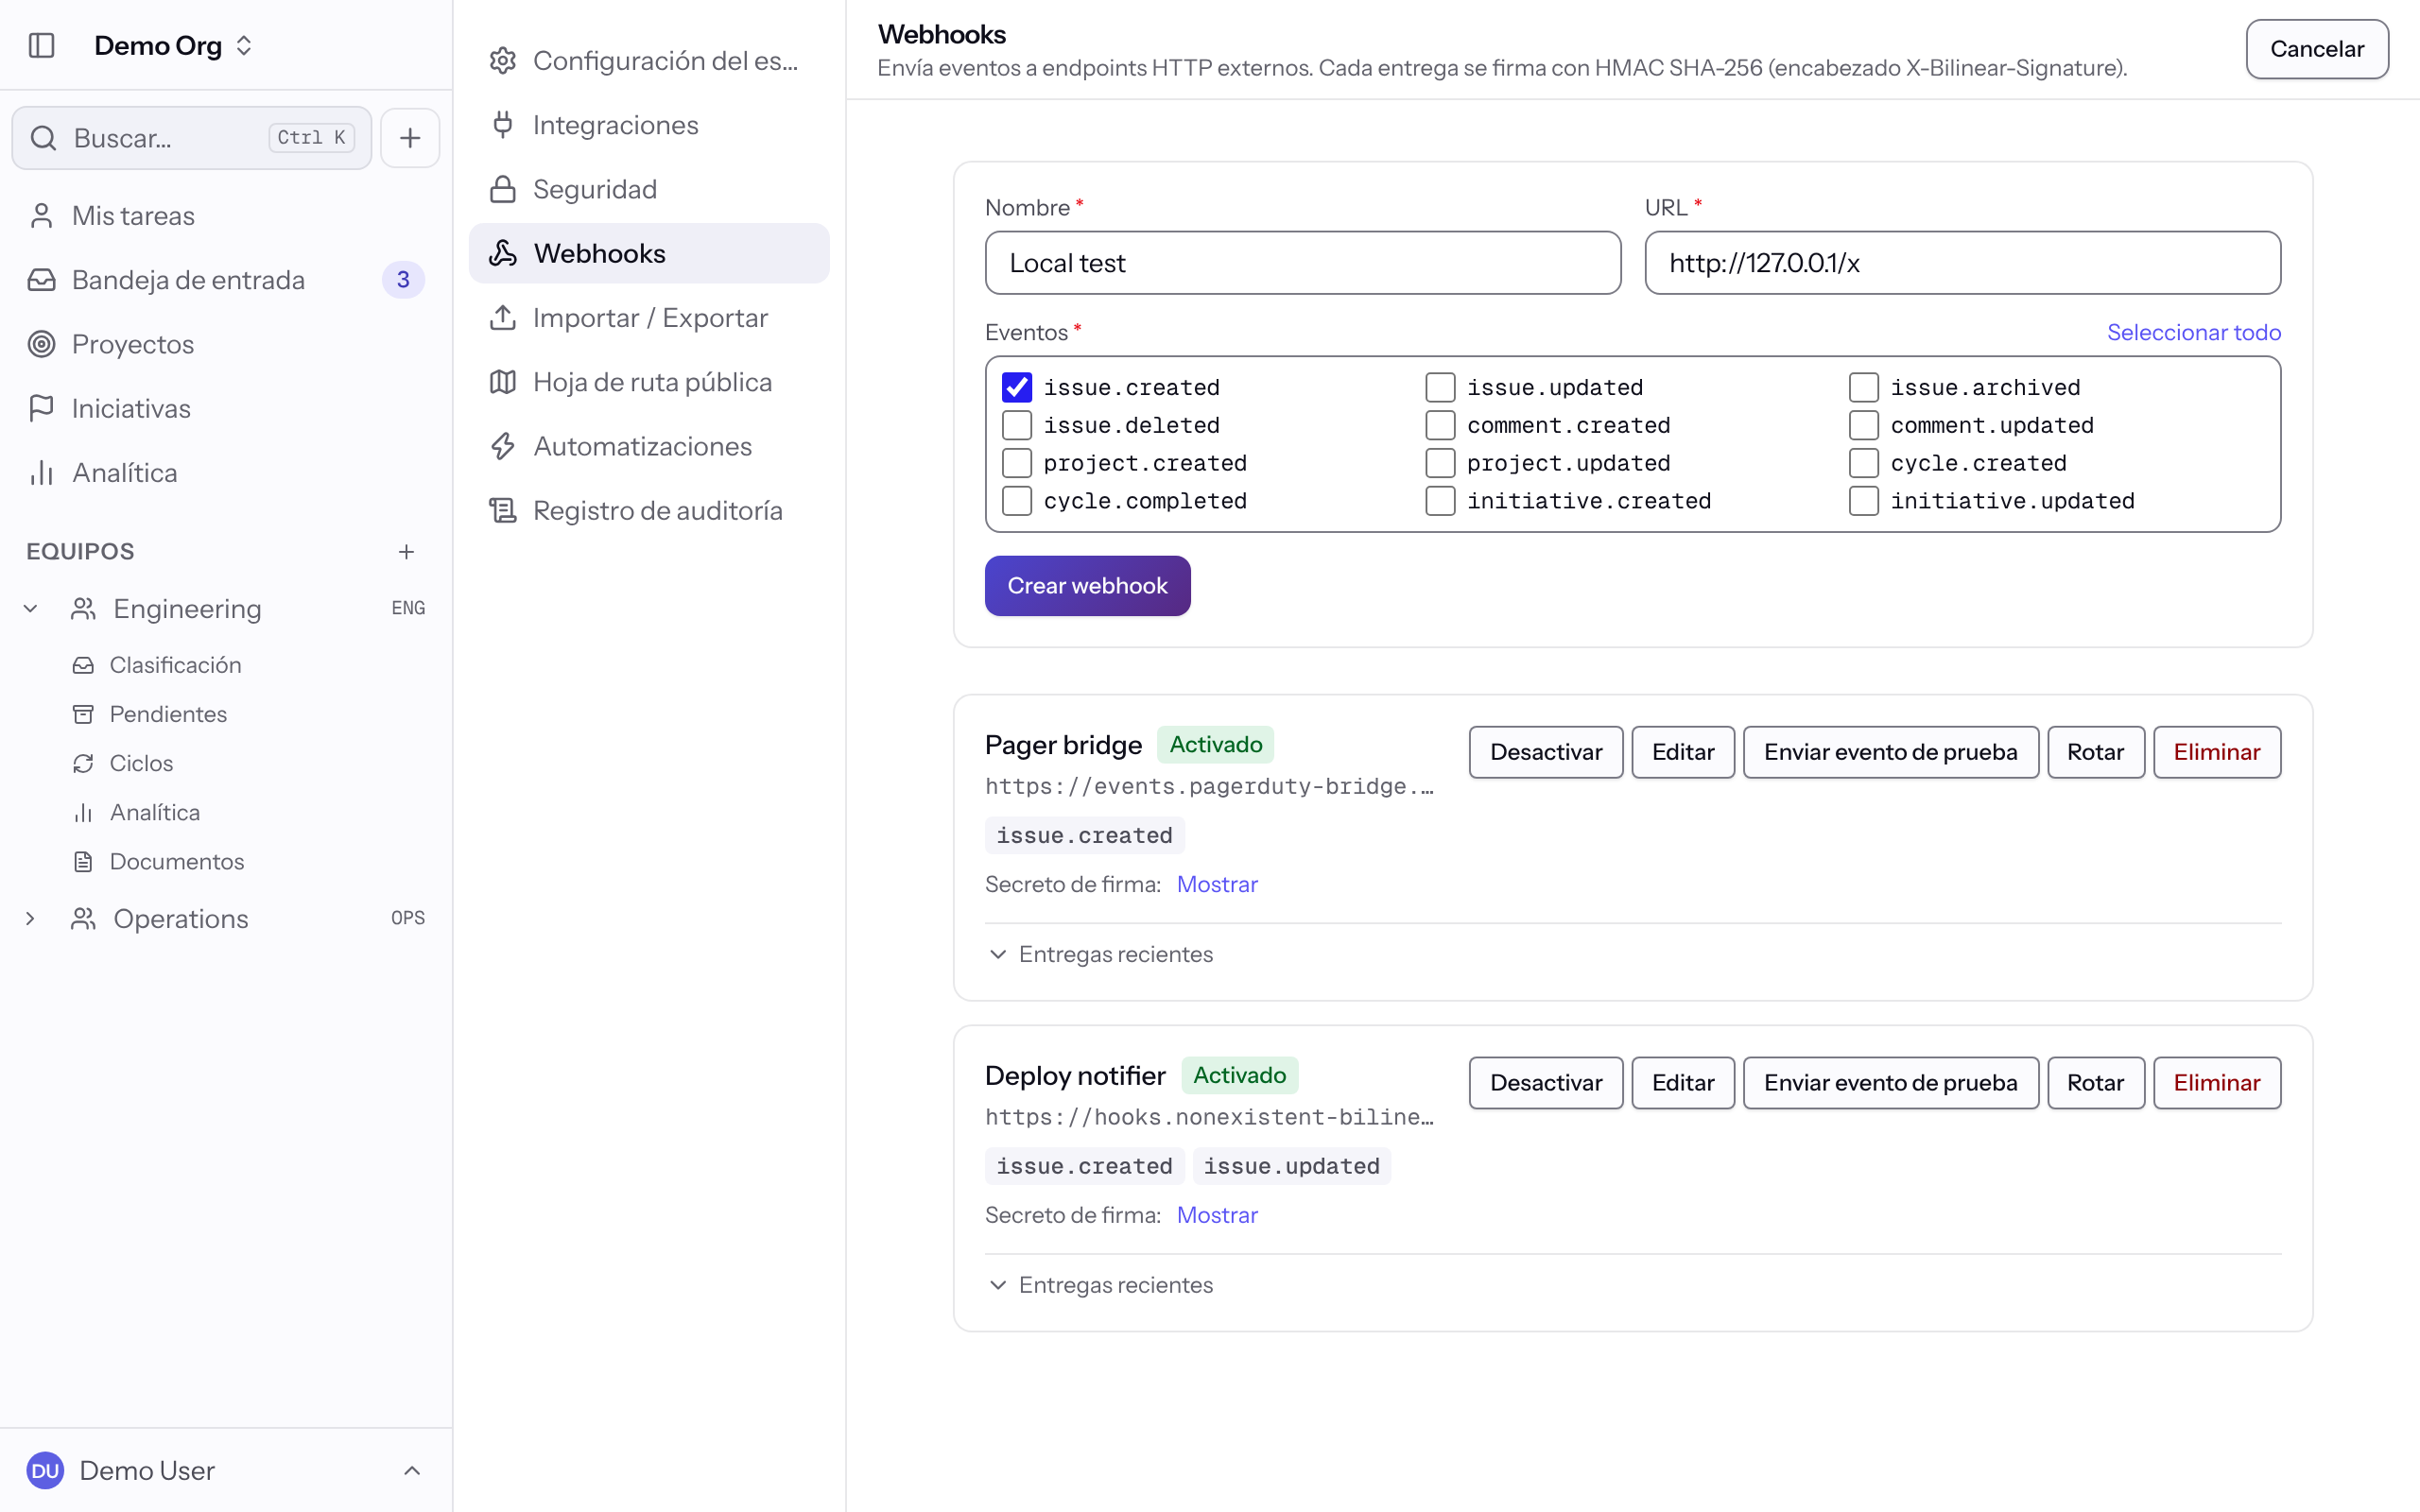 Demo Org
Buscar...
Ctrl K
Mis tareas
Bandeja de entrada
3
Proyectos
Iniciativas
Analítica
EQUIPOS
Engineering
ENG
Clasificación
Pendientes
Ciclos
Analítica
Documentos
Operations
OPS
DU
Demo User
Configuración del es...
Integraciones
Seguridad
Webhooks
Importar / Exportar
Hoja de ruta pública
Automatizaciones
Registro de auditoría
Webhooks
Envía eventos a endpoints HTTP externos. Cada entrega se firma con HMAC SHA-256 (encabezado X-Bilinear-Signature).
Cancelar
Nombre *
URL *
Local test
http://127.0.0.1/x
Eventos *
Seleccionar todo
issue.created
issue.updated
issue.archived
issue.deleted
comment.created
comment.updated
project.created
project.updated
cycle.created
cycle.completed
initiative.created
initiative.updated
Crear webhook
Pager bridge
Activado
Desactivar
Editar
Enviar evento de prueba
Rotar
Eliminar
https://events.pagerduty-bridge.…
issue.created
Secreto de firma: Mostrar
Entregas recientes
Deploy notifier
Activado
Desactivar
Editar
Enviar evento de prueba
Rotar
Eliminar
https://hooks.nonexistent-biline…
issue.created
issue.updated
Secreto de firma: Mostrar
Entregas recientes